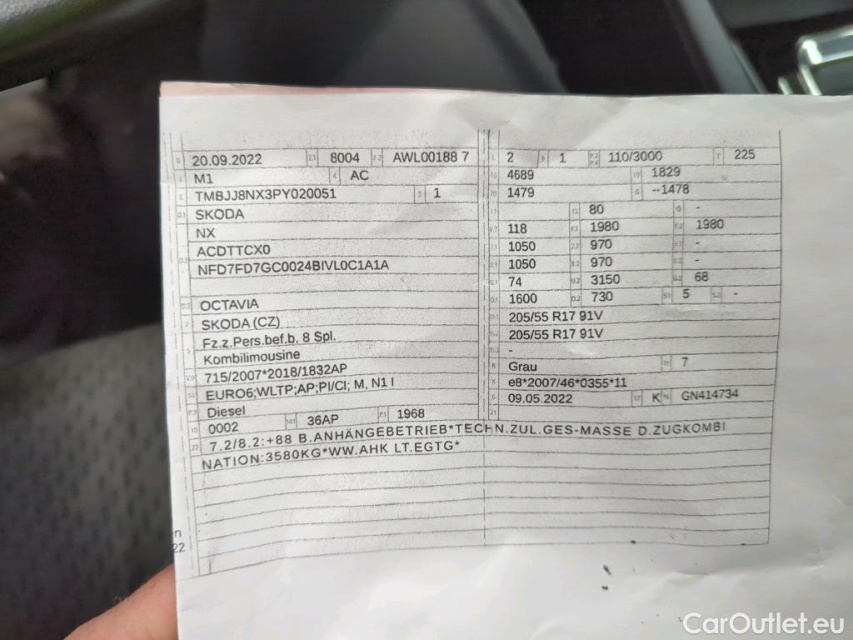 20.09.2022 8004 AWL00188 7
M1 AC
TMBJJ8NX3PY020051 1
SKODA
NX
ACDTTCX0
NFD7FD7GC0024BIVL0C1A1A
OCTAVIA
SKODA (CZ)
Fz.z.Pers.bef.b. 8 Spl.
Kombilimousine
715/2007*2018/1832AP
EURO6;WLTP;AP;PI/CI; M, N1 I
Diesel
0002 36AP 1968
2 1 110/3000 225
4689 1829
1479 --1478
80 -
118 1980 1980
1050 970 -
1050 970 -
74 3150 68
1600 730 5 -
205/55 R17 91V
205/55 R17 91V
-
Grau 7
e8*2007/46*0355*11
09.05.2022 K GN414734
7.2/8.2:+88 B.ANHÄNGEBETRIEB*TECHN.ZUL.GES-MASSE D.ZUGKOMBI
NATION:3580KG*WW.AHK LT.EGTG*
n
22
CarOutlet.eu